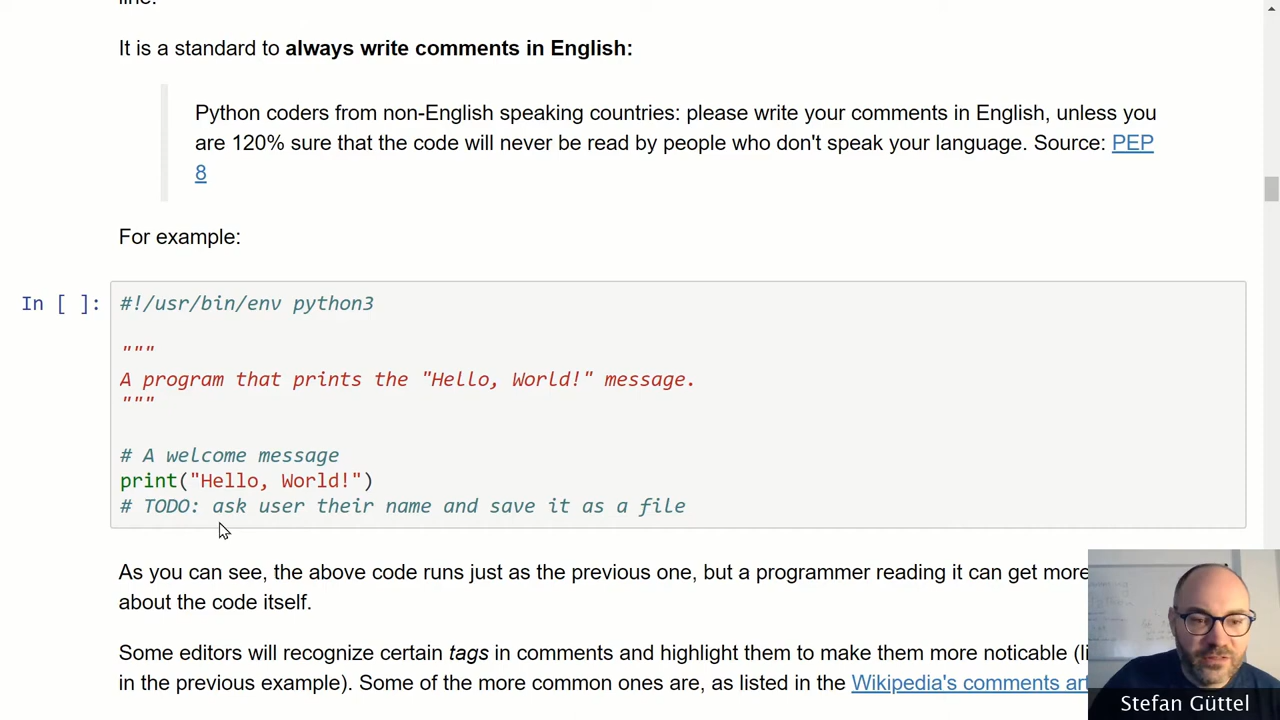 line.
It is a standard to always write comments in English:
Python coders from non-English speaking countries: please write your comments in English, unless you
are 120% sure that the code will never be read by people who don't speak your language. Source: PEP
8
For example:
In [ ]:
#!/usr/bin/env python3
"""
A program that prints the "Hello, World!" message.
"""
# A welcome message
print("Hello, World!")
# TODO: ask user their name and save it as a file
As you can see, the above code runs just as the previous one, but a programmer reading it can get more
about the code itself.
Some editors will recognize certain tags in comments and highlight them to make them more noticable (li
in the previous example). Some of the more common ones are, as listed in the Wikipedia's comments art
Stefan Güttel